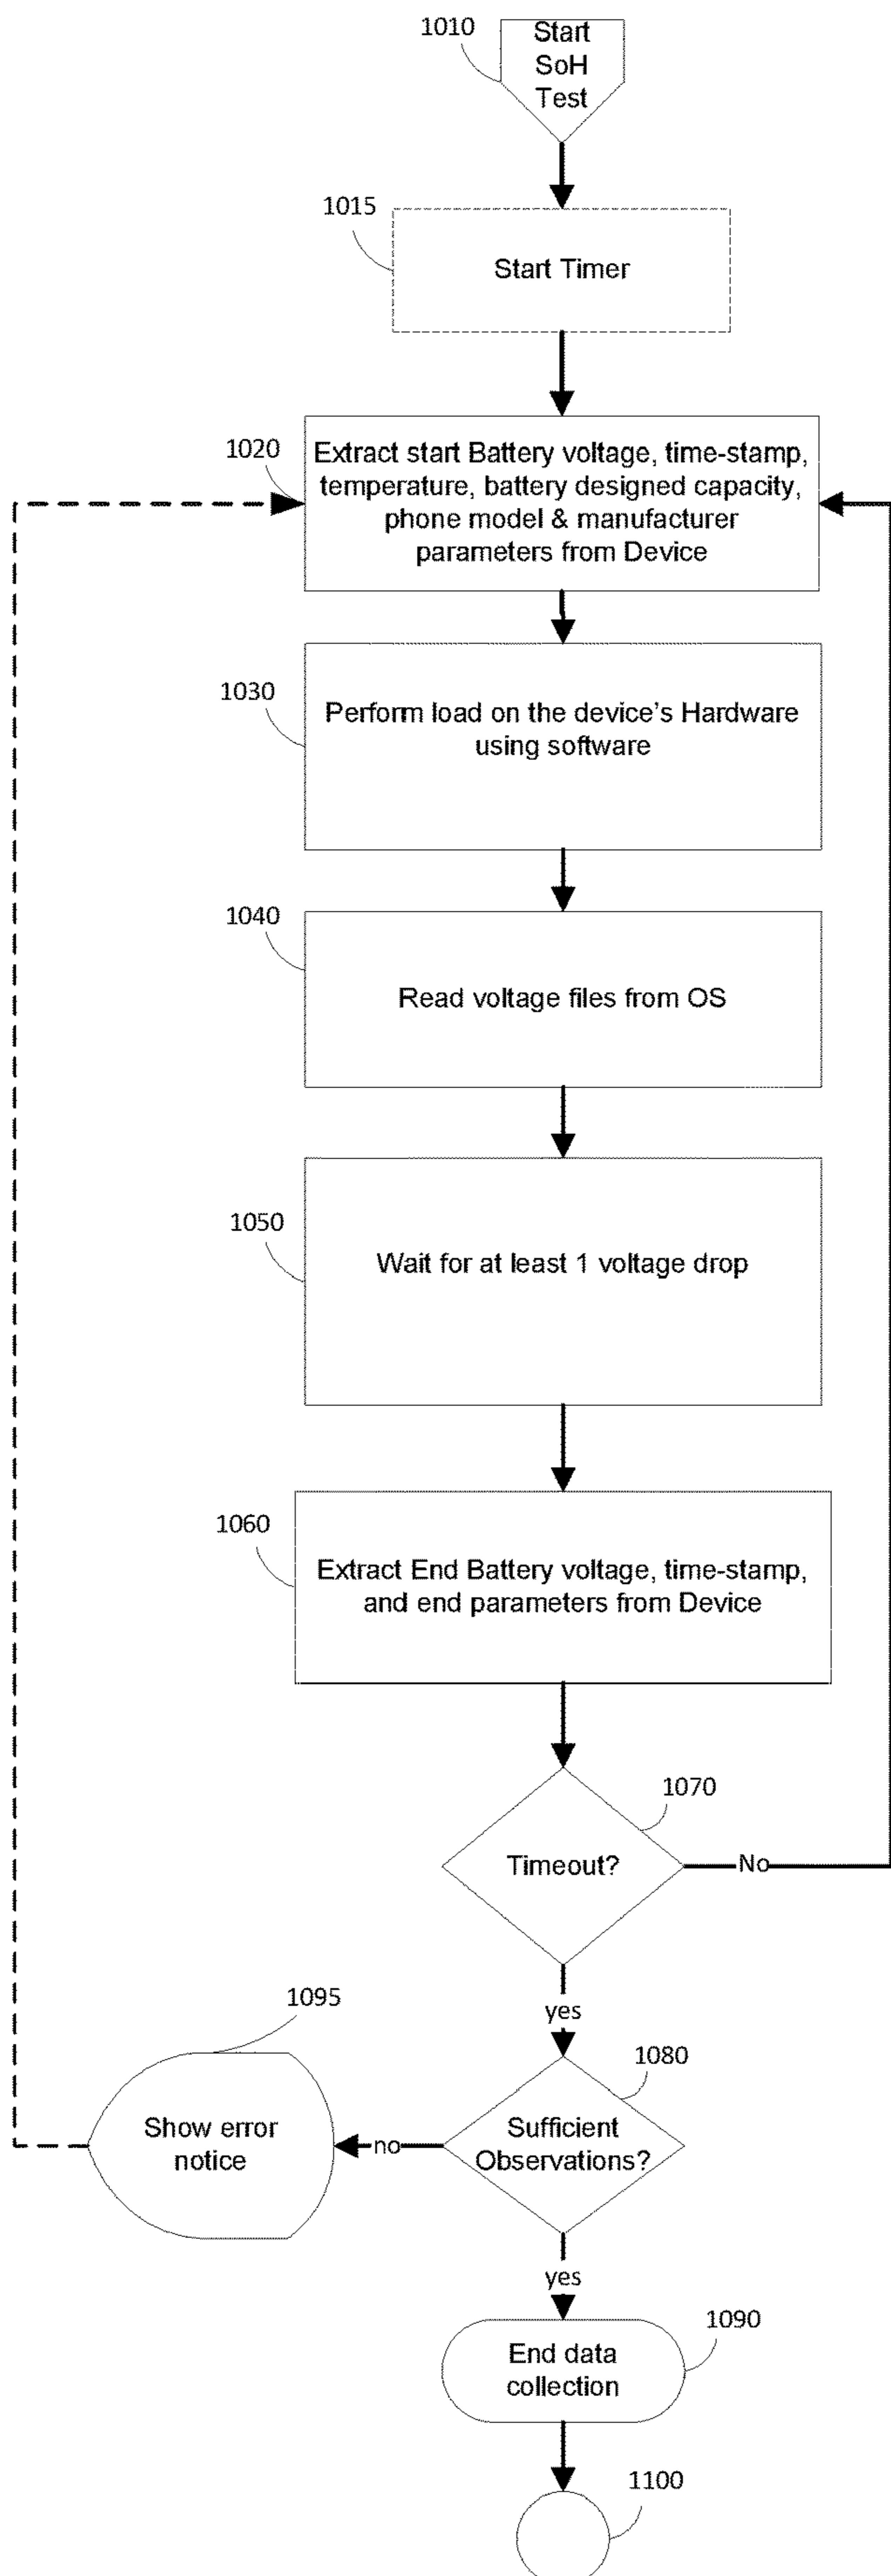 1010
Start
SoH
Test
1015
Start Timer
1020
Extract start Battery voltage, time-stamp,
temperature, battery designed capacity,
phone model & manufacturer
parameters from Device
1030
Perform load on the device's Hardware
using software
1040
Read voltage files from OS
1050
Wait for at least 1 voltage drop
1060
Extract End Battery voltage, time-stamp,
and end parameters from Device
1070
Timeout?
No
yes
1095
1080
Show error
notice
no
Sufficient
Observations?
yes
1090
End data
collection
1100